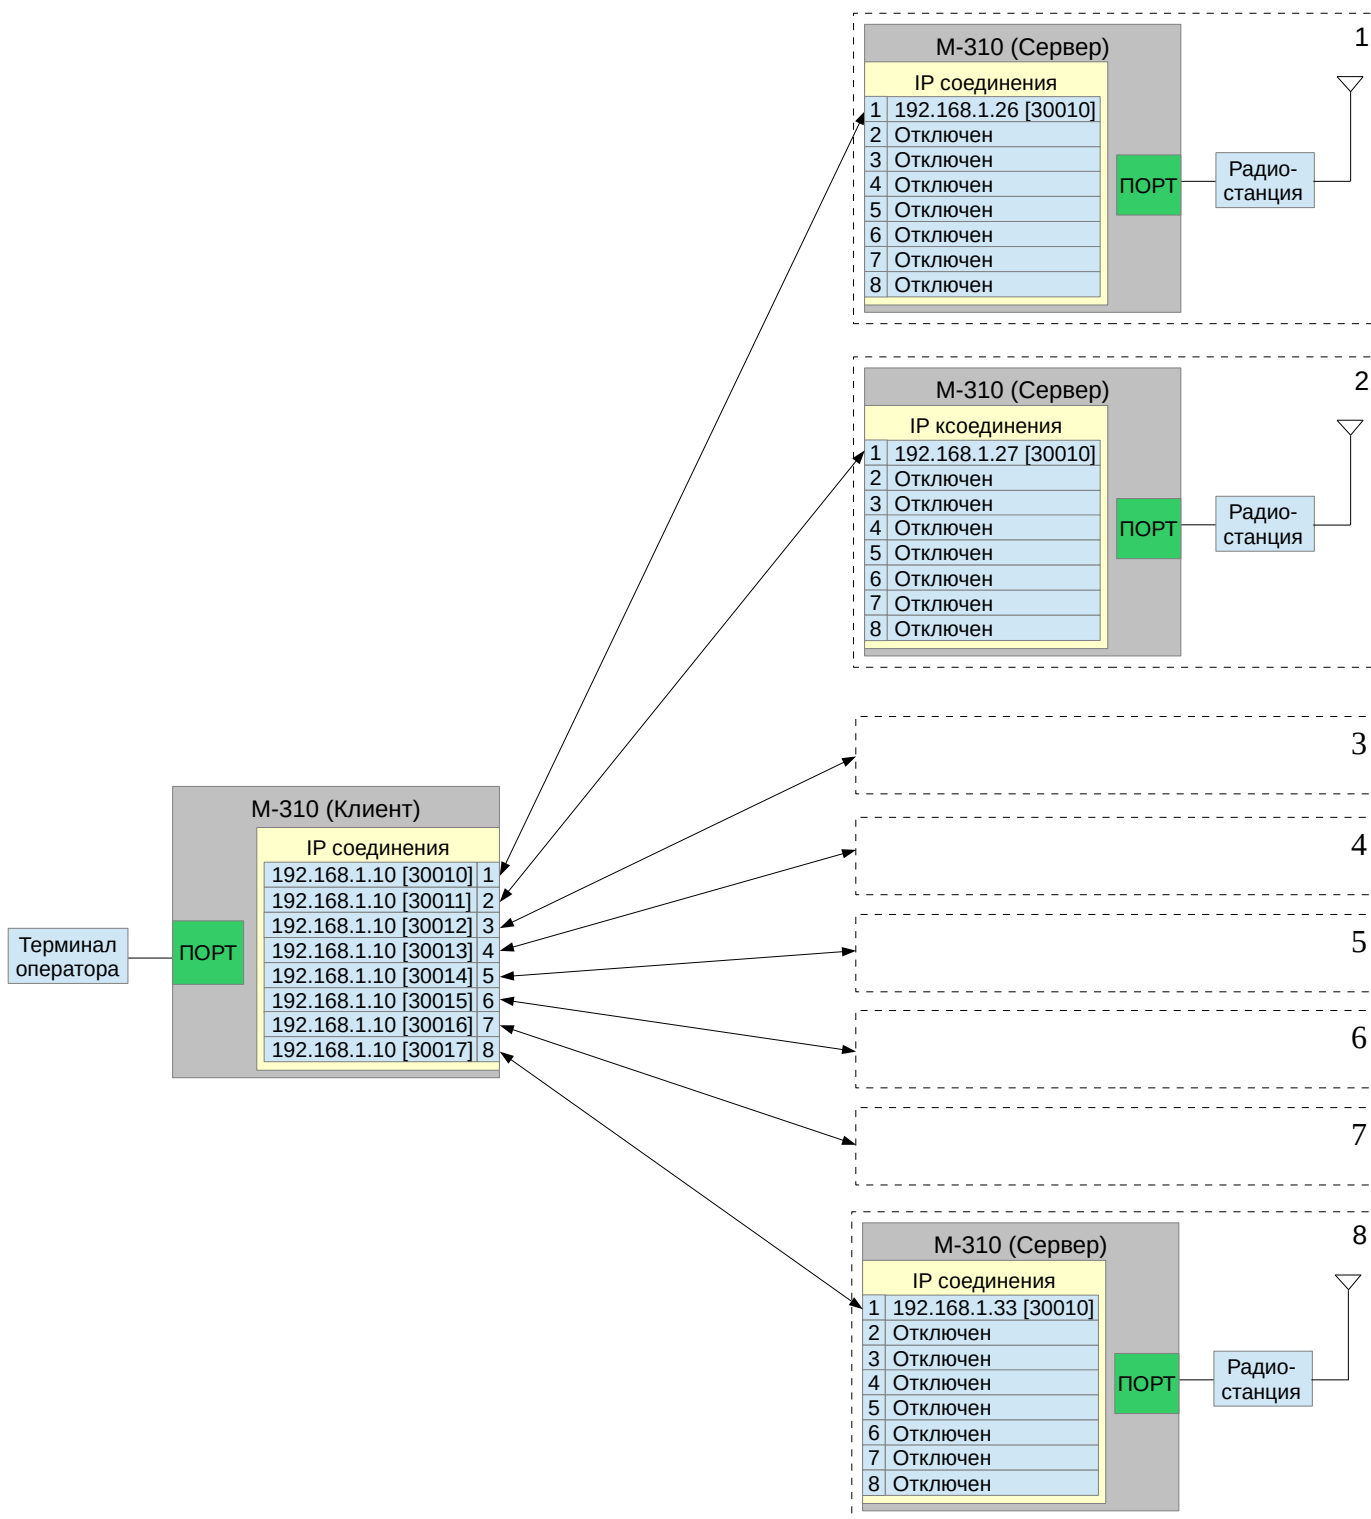 1
М-310 (Сервер)
IP соединения
1 192.168.1.26 [30010]
2 Отключен
3 Отключен
4 Отключен
5 Отключен
6 Отключен
7 Отключен
8 Отключен
ПОРТ
Радио-
станция
2
М-310 (Сервер)
IP ксоединения
1 192.168.1.27 [30010]
2 Отключен
3 Отключен
4 Отключен
5 Отключен
6 Отключен
7 Отключен
8 Отключен
ПОРТ
Радио-
станция
3
4
5
6
7
Терминал
оператора
М-310 (Клиент)
ПОРТ
IP соединения
192.168.1.10 [30010] 1
192.168.1.10 [30011] 2
192.168.1.10 [30012] 3
192.168.1.10 [30013] 4
192.168.1.10 [30014] 5
192.168.1.10 [30015] 6
192.168.1.10 [30016] 7
192.168.1.10 [30017] 8
8
М-310 (Сервер)
IP соединения
1 192.168.1.33 [30010]
2 Отключен
3 Отключен
4 Отключен
5 Отключен
6 Отключен
7 Отключен
8 Отключен
ПОРТ
Радио-
станция